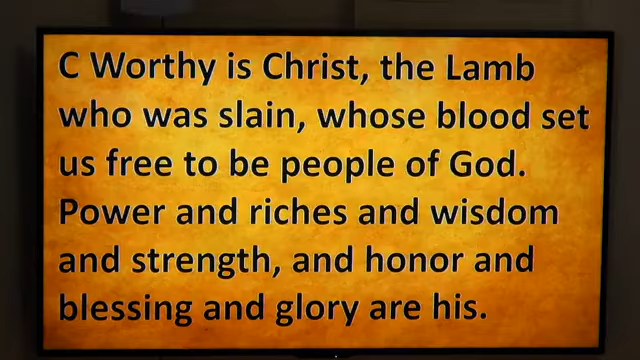 C Worthy is Christ, the Lamb
who was slain, whose blood set
us free to be people of God.
Power and riches and wisdom
and strength, and honor and
blessing and glory are his.